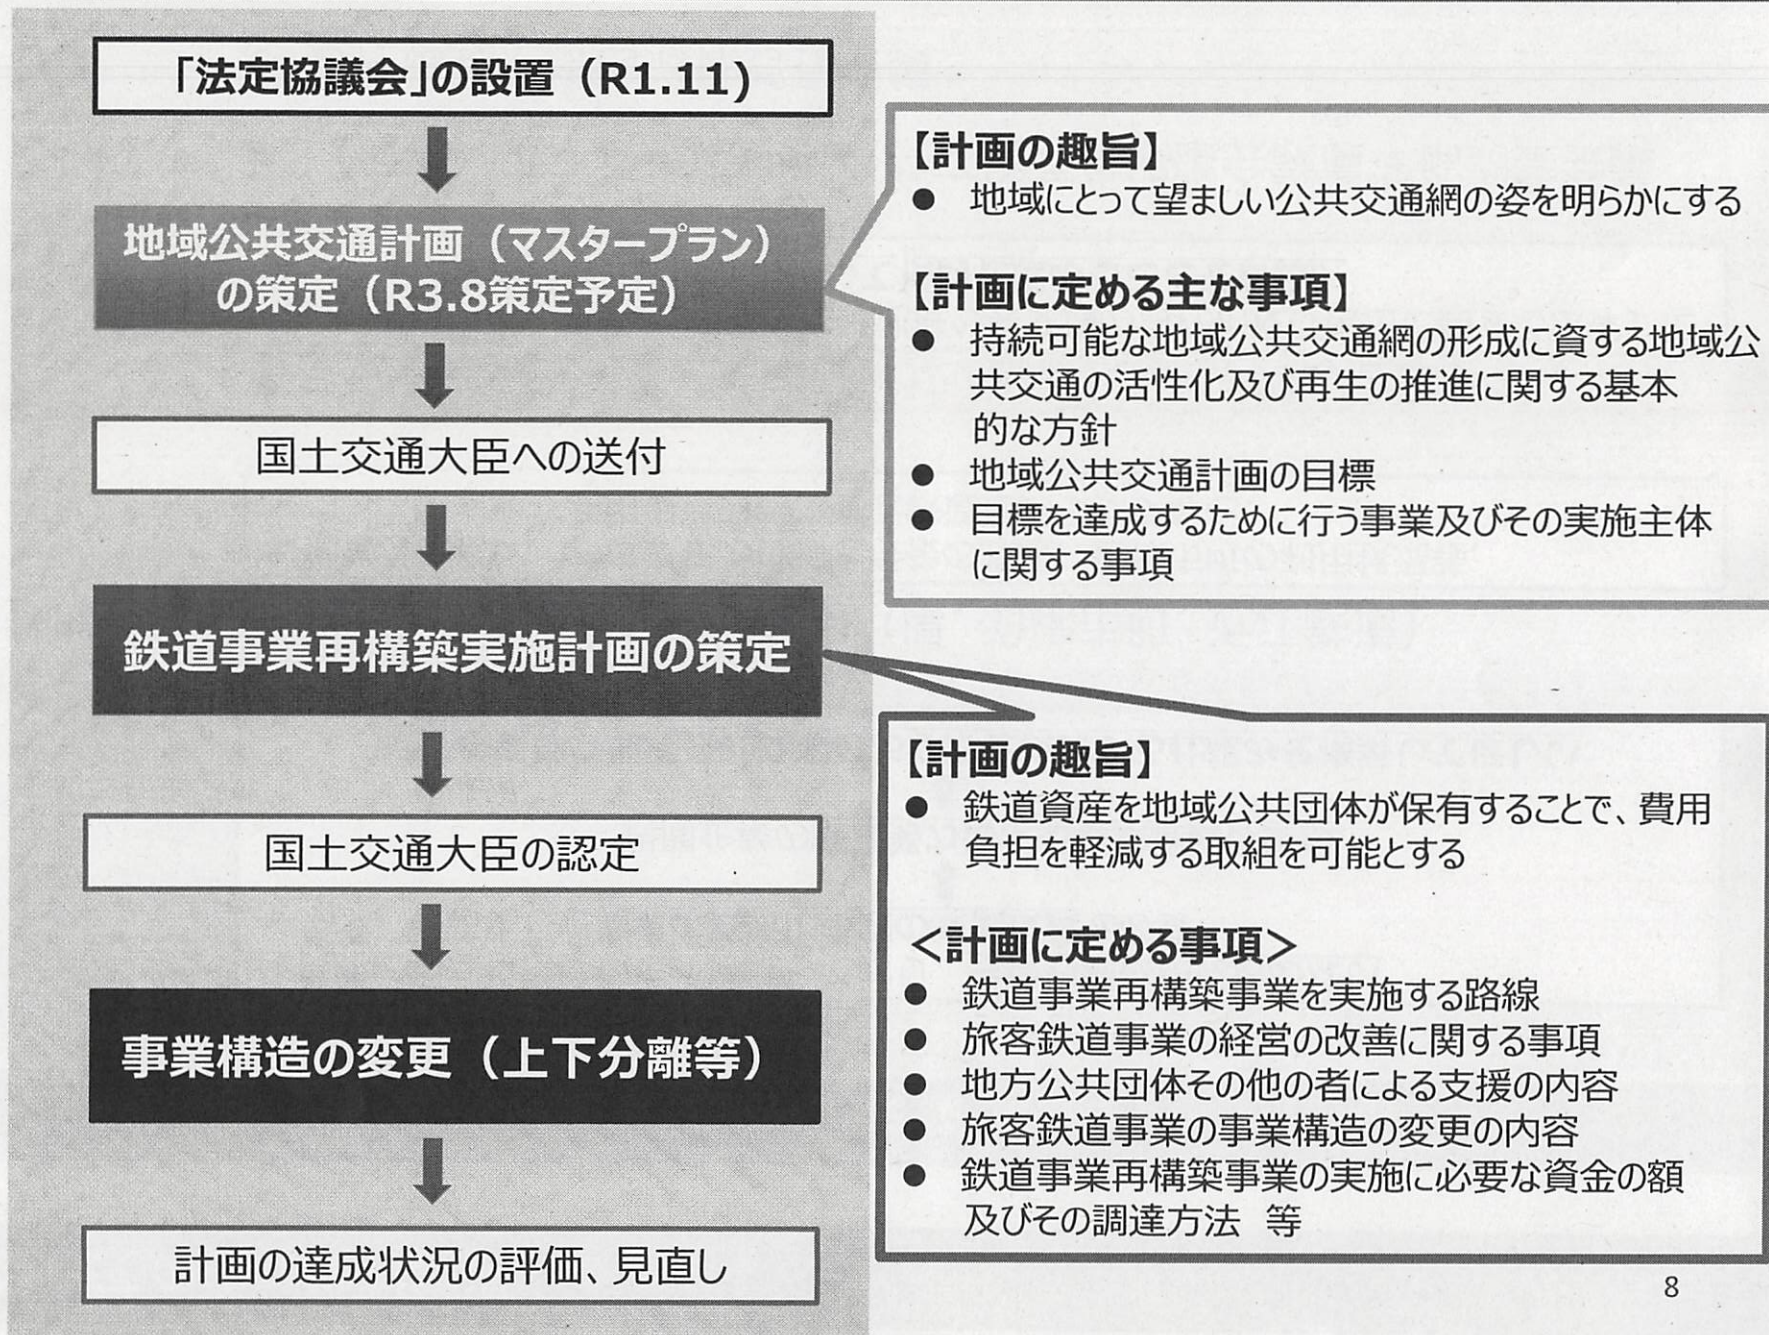 「法定協議会」の設置（R1.11）
地域公共交通計画（マスタープラン）
の策定（R3.8策定予定）
国土交通大臣への送付
鉄道事業再構築実施計画の策定
国土交通大臣の認定
事業構造の変更（上下分離等）
計画の達成状況の評価、見直し
【計画の趣旨】
● 地域にとって望ましい公共交通網の姿を明らかにする
【計画に定める主な事項】
● 持続可能な地域公共交通網の形成に資する地域公
共交通の活性化及び再生の推進に関する基本
的な方針
● 地域公共交通計画の目標
● 目標を達成するために行う事業及びその実施主体
に関する事項
【計画の趣旨】
● 鉄道資産を地域公共団体が保有することで、費用
負担を軽減する取組を可能とする
＜計画に定める事項＞
● 鉄道事業再構築事業を実施する路線
● 旅客鉄道事業の経営の改善に関する事項
● 地方公共団体その他の者による支援の内容
● 旅客鉄道事業の事業構造の変更の内容
● 鉄道事業再構築事業の実施に必要な資金の額
及びその調達方法 等
8